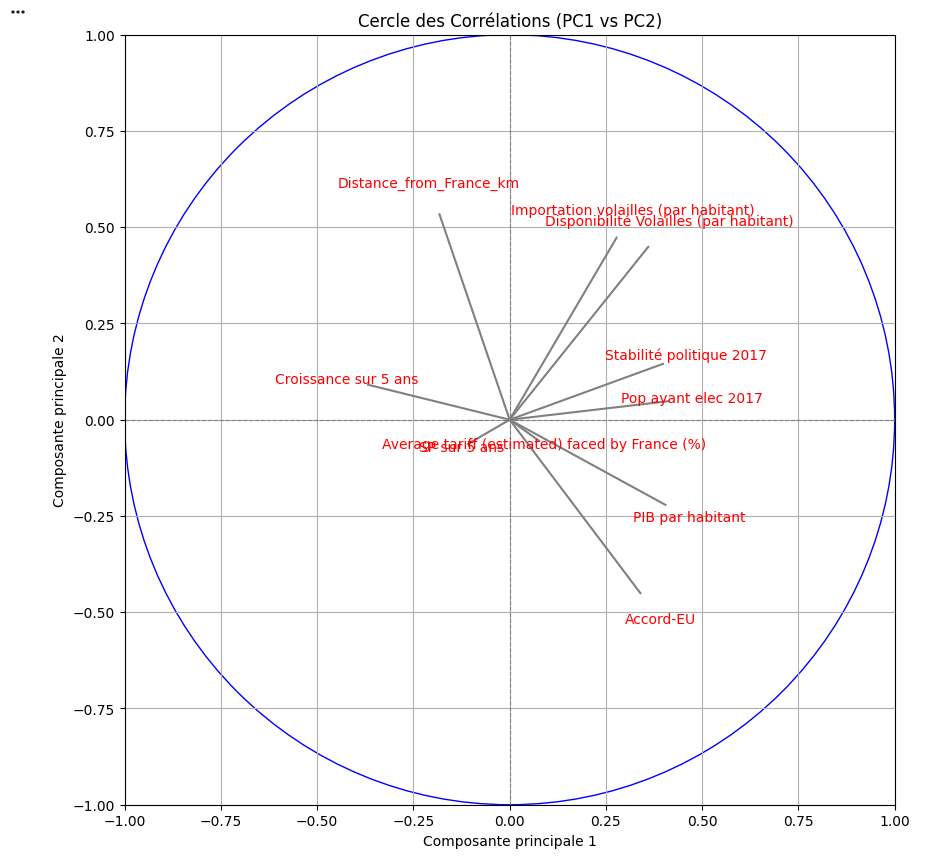 •••
Cercle des Corrélations (PC1 vs PC2)
1.00
0.75
0.50
0.25
0.00
−0.25
−0.50
−0.75
−1.00
Composante principale 2
Distance_from_France_km
Importation volailles (par habitant)
Disponibilité Volailles (par habitant)
Stabilité politique 2017
Croissance sur 5 ans
Pop ayant elec 2017
Average tariff (estimated) faced by France (%)
SP sur 5 ans
PIB par habitant
Accord-EU
−1.00 −0.75 −0.50 −0.25 0.00 0.25 0.50 0.75 1.00
Composante principale 1